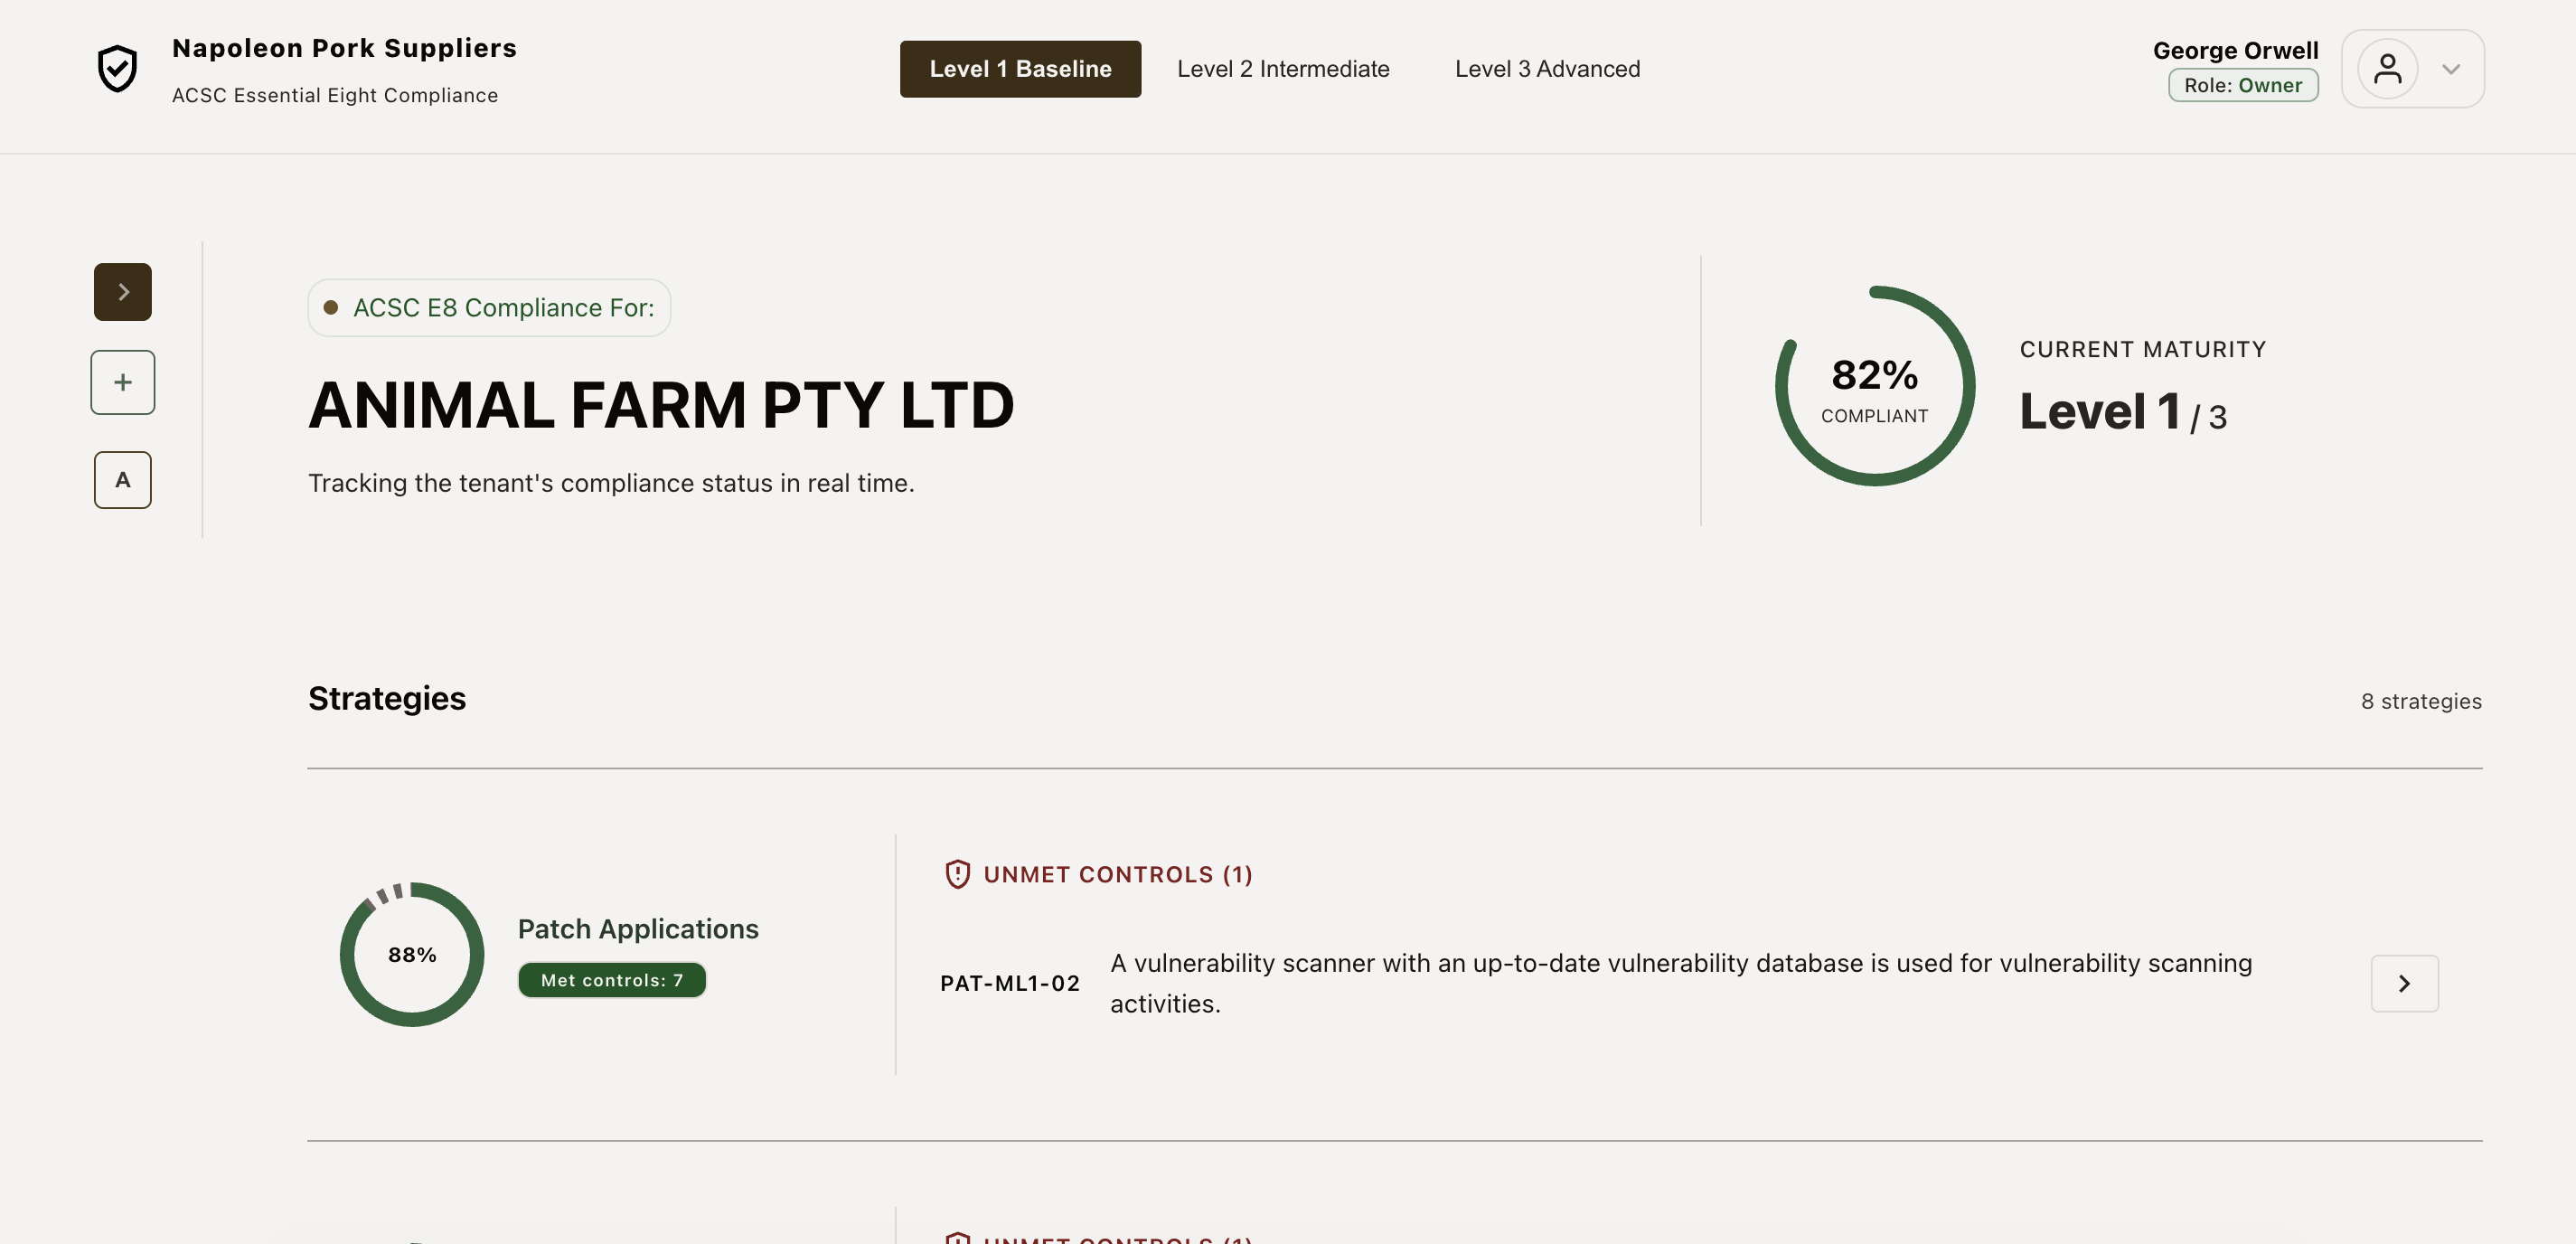 Napoleon Pork Suppliers
ACSC Essential Eight Compliance
Level 1 Baseline
Level 2 Intermediate
Level 3 Advanced
George Orwell
Role: Owner
+
A
ACSC E8 Compliance For:
ANIMAL FARM PTY LTD
Tracking the tenant's compliance status in real time.
82%
COMPLIANT
CURRENT MATURITY
Level 1 / 3
Strategies
8 strategies
88%
Patch Applications
Met controls: 7
UNMET CONTROLS (1)
PAT-ML1-02
A vulnerability scanner with an up-to-date vulnerability database is used for vulnerability scanning
activities.
UNMET CONTROLS (1)